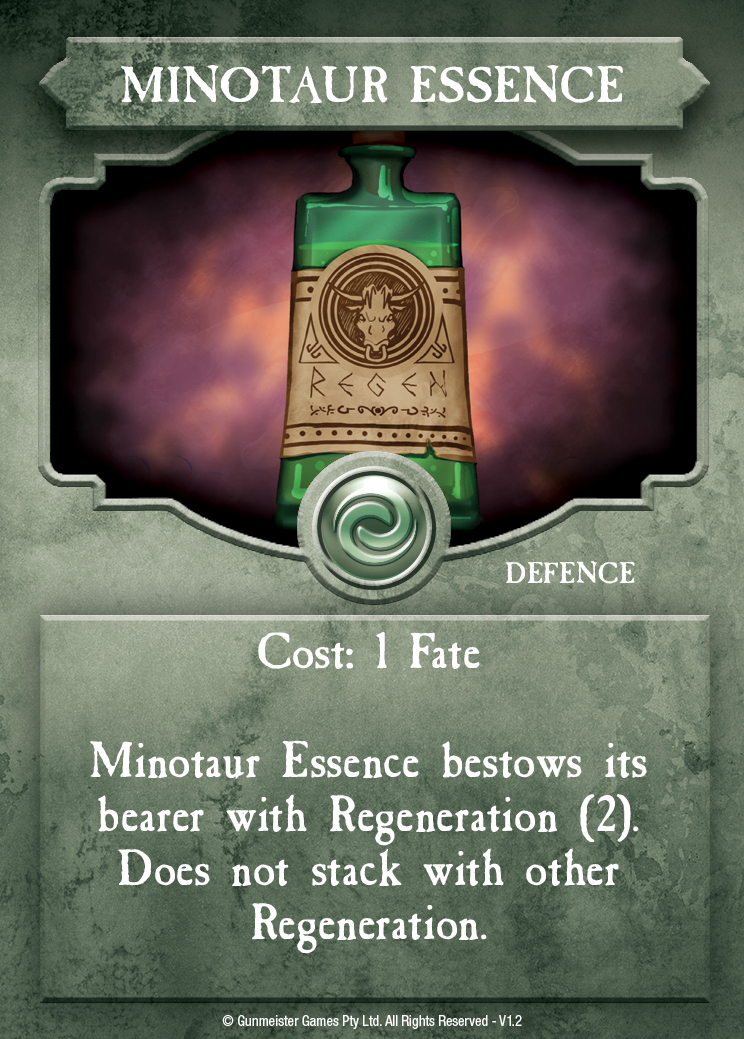 MINOTAUR ESSENCE
REGEN
DEFENCE
Cost: 1 Fate
Minotaur Essence bestows its
bearer with Regeneration (2).
Does not stack with other
Regeneration.
© Gunmeister Games Pty Ltd. All Rights Reserved - V1.2